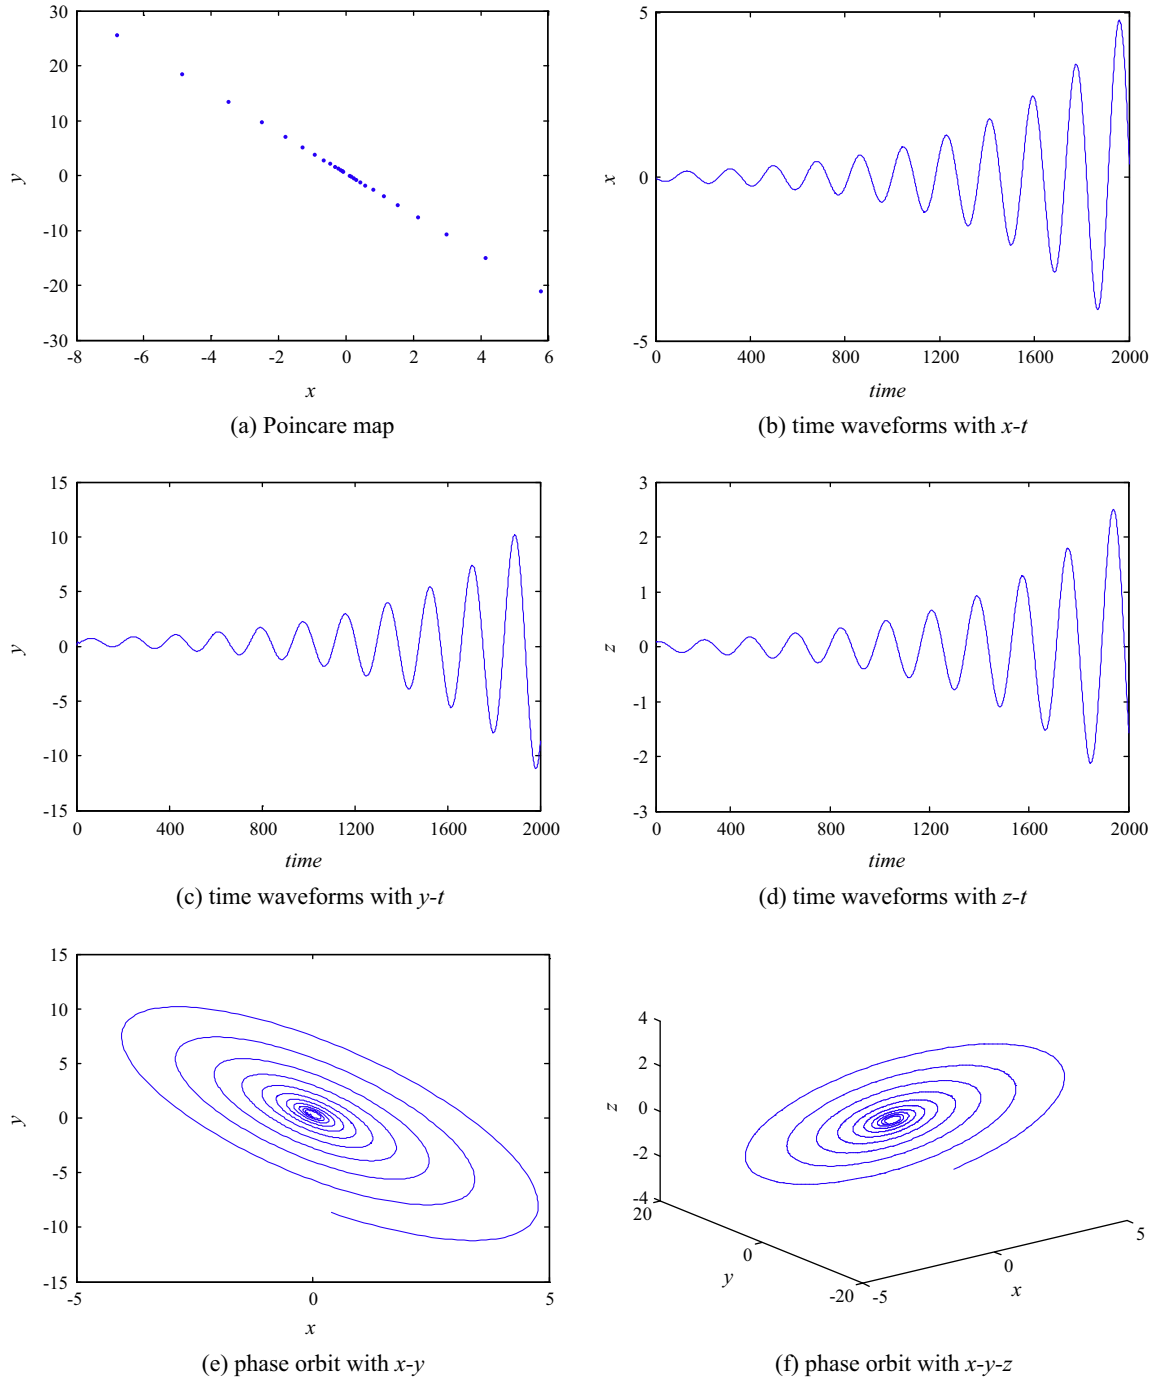 30
20
10
0
-10
-20
-30
y
-8 -6 -4 -2 0 2 4 6
x
(a) Poincare map
5
0
-5
x
0 400 800 1200 1600 2000
time
(b) time waveforms with x-t
15
10
5
0
-5
-10
-15
y
0 400 800 1200 1600 2000
time
(c) time waveforms with y-t
3
2
1
0
-1
-2
-3
z
0 400 800 1200 1600 2000
time
(d) time waveforms with z-t
15
10
5
0
-5
-10
-15
y
-5 0 5
x
(e) phase orbit with x-y
4
2
0
-2
-4
z
20
0
-20
y
-5
0
5
x
(f) phase orbit with x-y-z